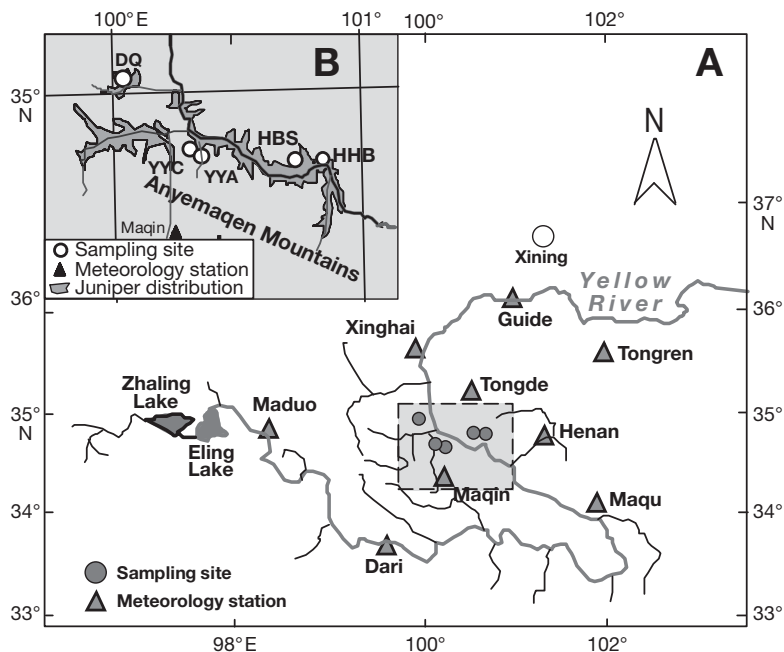 100° E
101° 100°
102°
B
A
DQ
35°
N
HBS
HHB
YYC
YYA
Anyemaqen Mountains
Maqin
Sampling site
Meteorology station
Juniper distribution
N
37°
N
Xining
Yellow
River
36°
36°
Guide
Xinghai
Tongren
Zhaling
Lake
Maduo
Tongde
35°
N
35°
Henan
Eling
Lake
Maqin
Maqu
34°
34°
Dari
Sampling site
Meteorology station
33°
33°
98° E
100°
102°